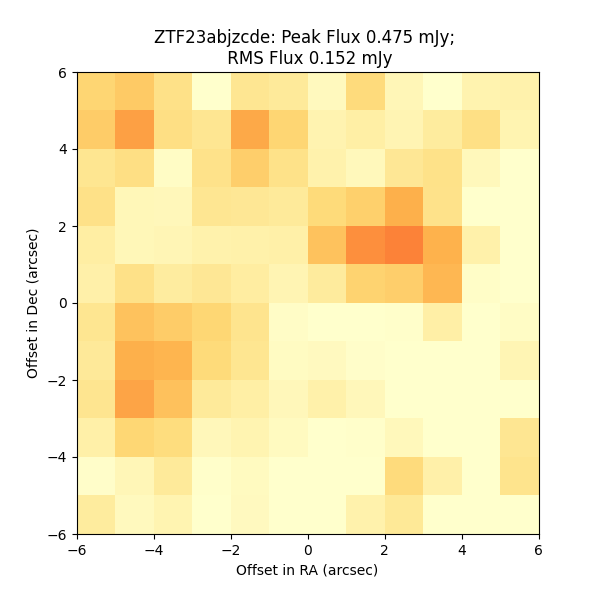 ZTF23abjzcde: Peak Flux 0.475 mJy;
RMS Flux 0.152 mJy
6
4
2
0
−2
−4
−6
Offset in Dec (arcsec)
−6 −4 −2 0 2 4 6
Offset in RA (arcsec)